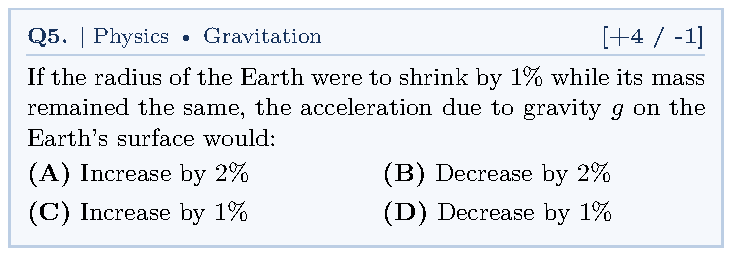 Q5. | Physics • Gravitation [+4 / -1]
If the radius of the Earth were to shrink by 1% while its mass
remained the same, the acceleration due to gravity g on the
Earth's surface would:
(A) Increase by 2% (B) Decrease by 2%
(C) Increase by 1% (D) Decrease by 1%